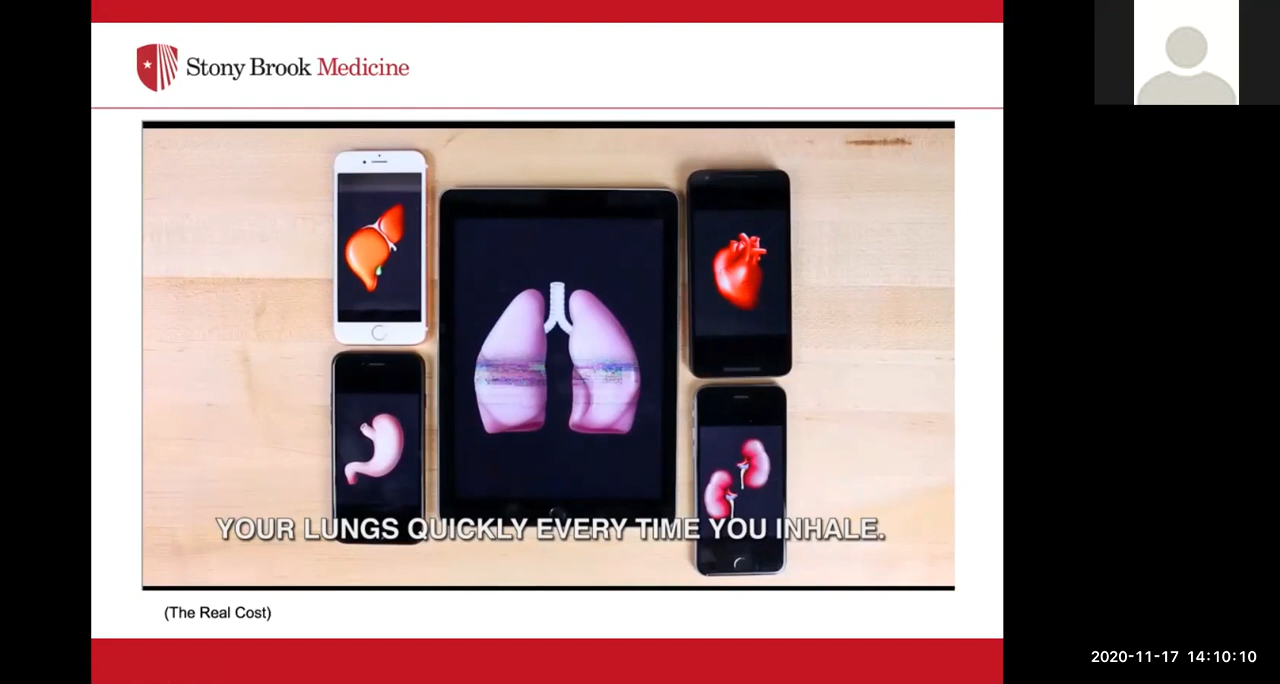 Stony Brook Medicine
YOUR LUNGS QUICKLY EVERY TIME YOU INHALE.
(The Real Cost)
2020-11-17 14:10:10